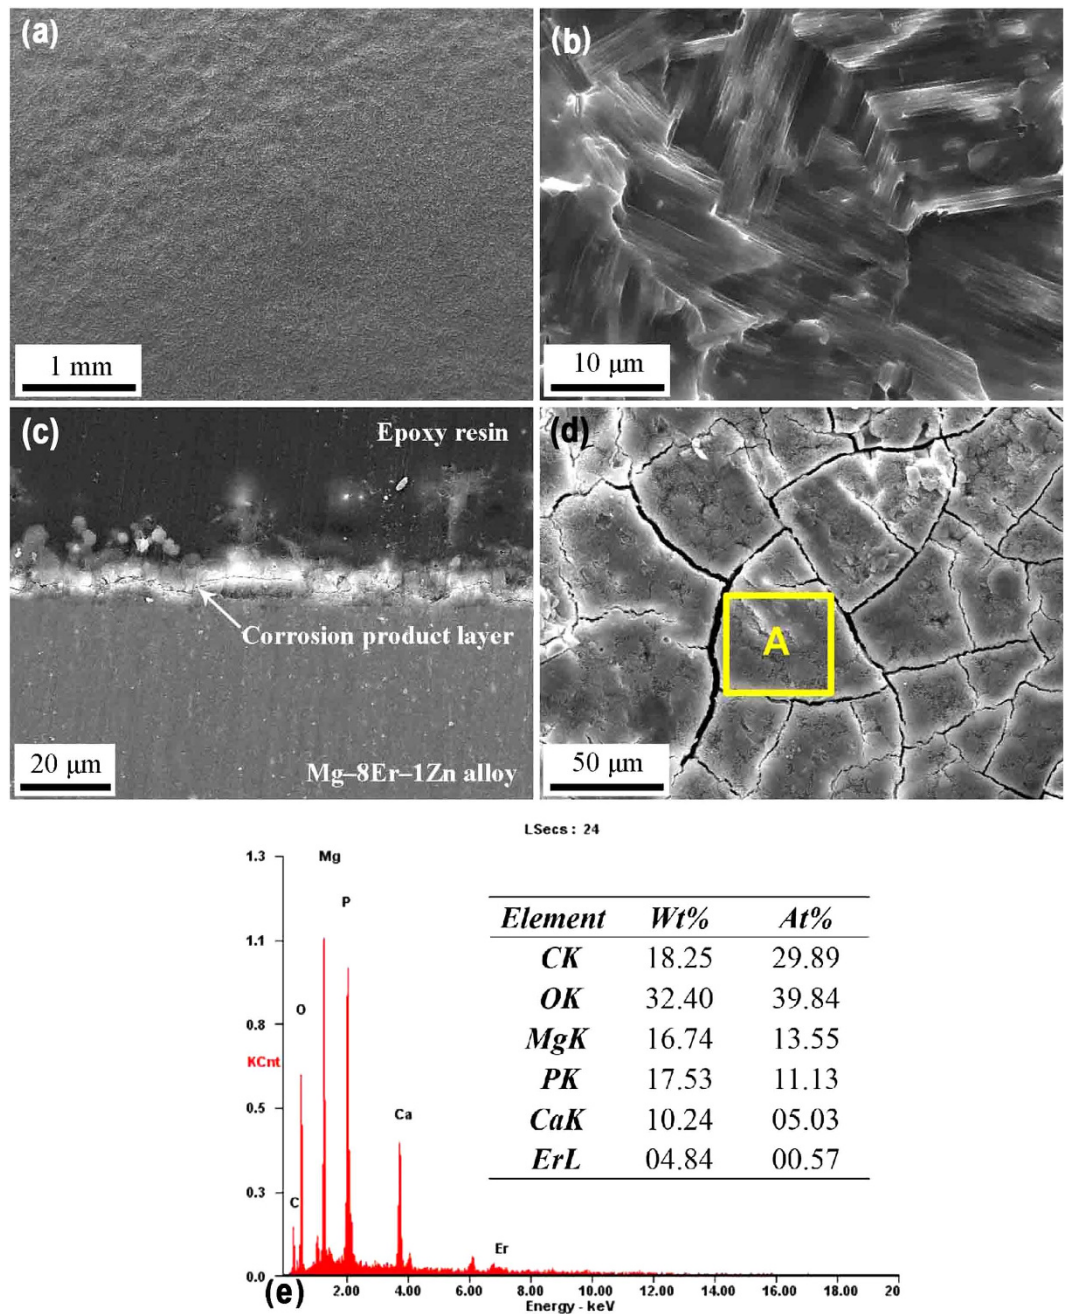 (a)
1 mm
(b)
10 μm
(c)
Epoxy resin
Corrosion product layer
20 μm
Mg–8Er–1Zn alloy
(d)
A
50 μm
LSecs : 24
1.3
1.1
0.8
KCnt
0.5
0.3
0.0
Mg
P
O
Ca
C
Er
2.00 4.00 6.00 8.00 10.00 12.00 14.00 16.00 18.00 20
Energy - keV
(e)
Element Wt% At%
CK 18.25 29.89
OK 32.40 39.84
MgK 16.74 13.55
PK 17.53 11.13
CaK 10.24 05.03
ErL 04.84 00.57